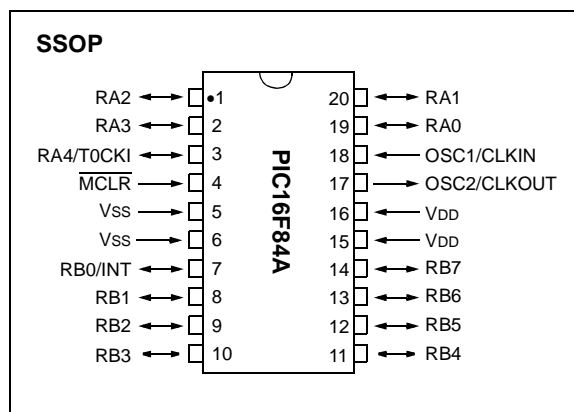 SSOP
RA2 •1 20 RA1
RA3 2 19 RA0
RA4/T0CKI 3 18 OSC1/CLKIN
MCLR 4 17 OSC2/CLKOUT
VSS 5 16 VDD
VSS 6 15 VDD
RB0/INT 7 14 RB7
RB1 8 13 RB6
RB2 9 12 RB5
RB3 10 11 RB4
PIC16F84A